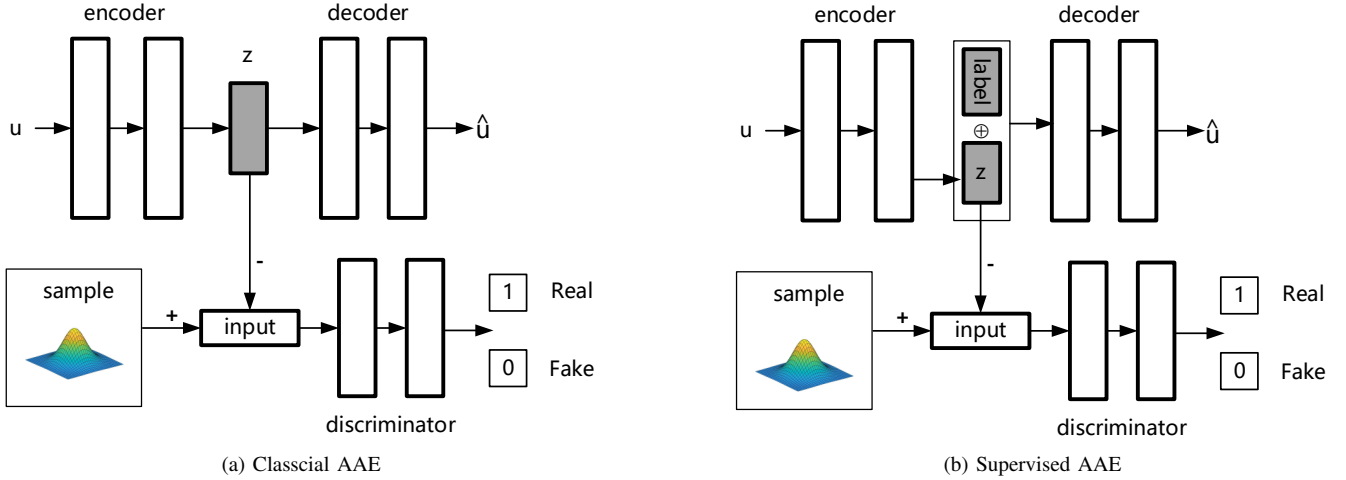 encoder
decoder
z
u
û
sample
+
-
input
1
Real
0
Fake
discriminator
(a) Classcial AAE
encoder
decoder
label
⊕
z
u
û
sample
+
-
input
1
Real
0
Fake
discriminator
(b) Supervised AAE